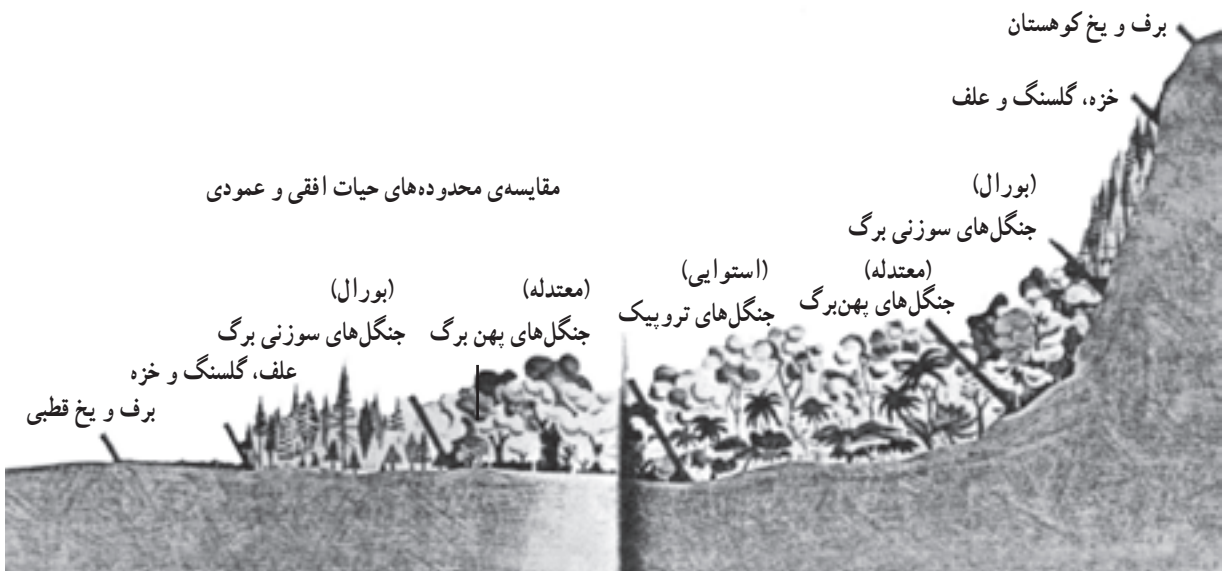 برف و یخ کوهستان
خزه، گلسنگ و علف
مقایسه‌ی محدوده‌های حیات افقی و عمودی
(بورال)
جنگل‌های سوزنی برگ
(معتدله)
جنگل‌های پهن‌برگ
(استوایی)
جنگل‌های تروپیک
(معتدله)
جنگل‌های پهن برگ
(بورال)
جنگل‌های سوزنی برگ
علف، گلسنگ و خزه
برف و یخ قطبی